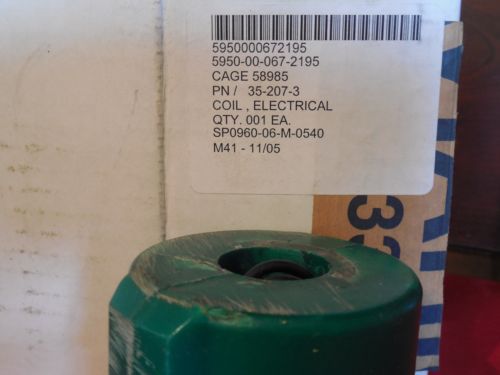 5950000672195
5950-00-067-2195
CAGE 58985
PN / 35-207-3
COIL , ELECTRICAL
QTY. 001 EA.
SP0960-06-M-0540
M41 - 11/05
33